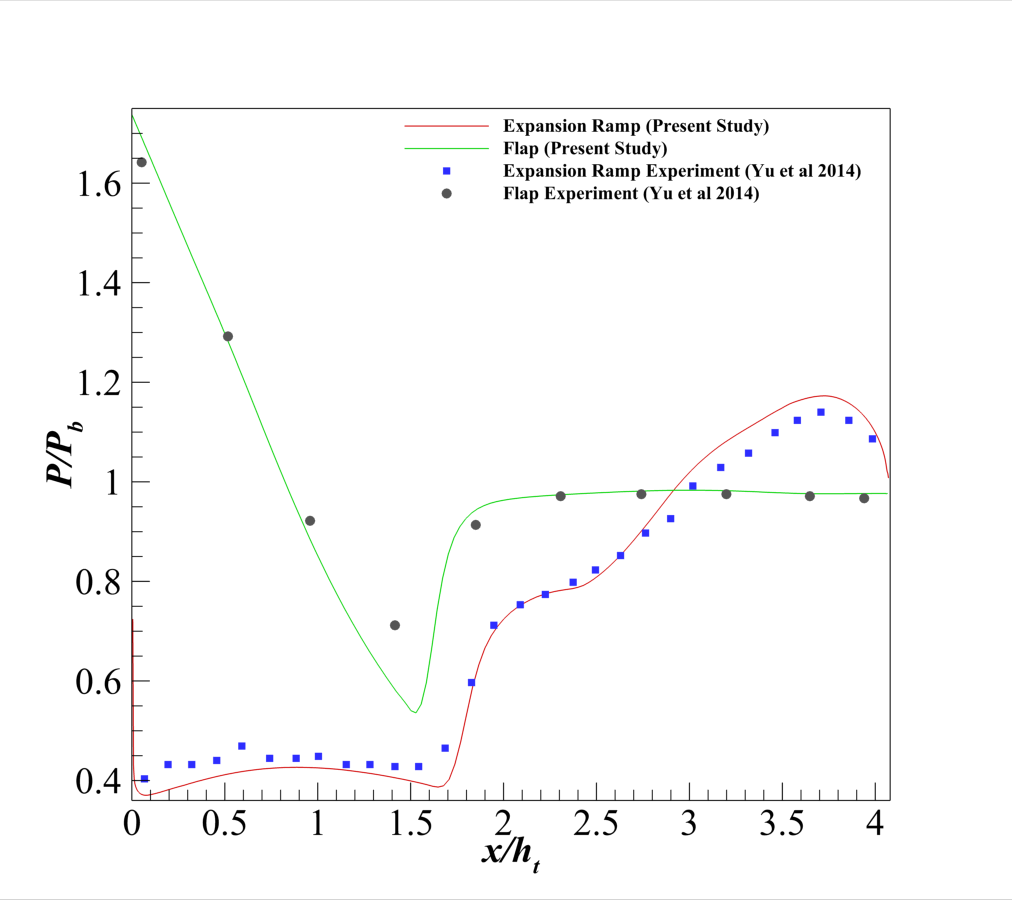 Expansion Ramp (Present Study)
Flap (Present Study)
Expansion Ramp Experiment (Yu et al 2014)
Flap Experiment (Yu et al 2014)
1.6
1.4
1.2
1
0.8
0.6
0.4
P/P_b
0 0.5 1 1.5 2 2.5 3 3.5 4
x/h_t